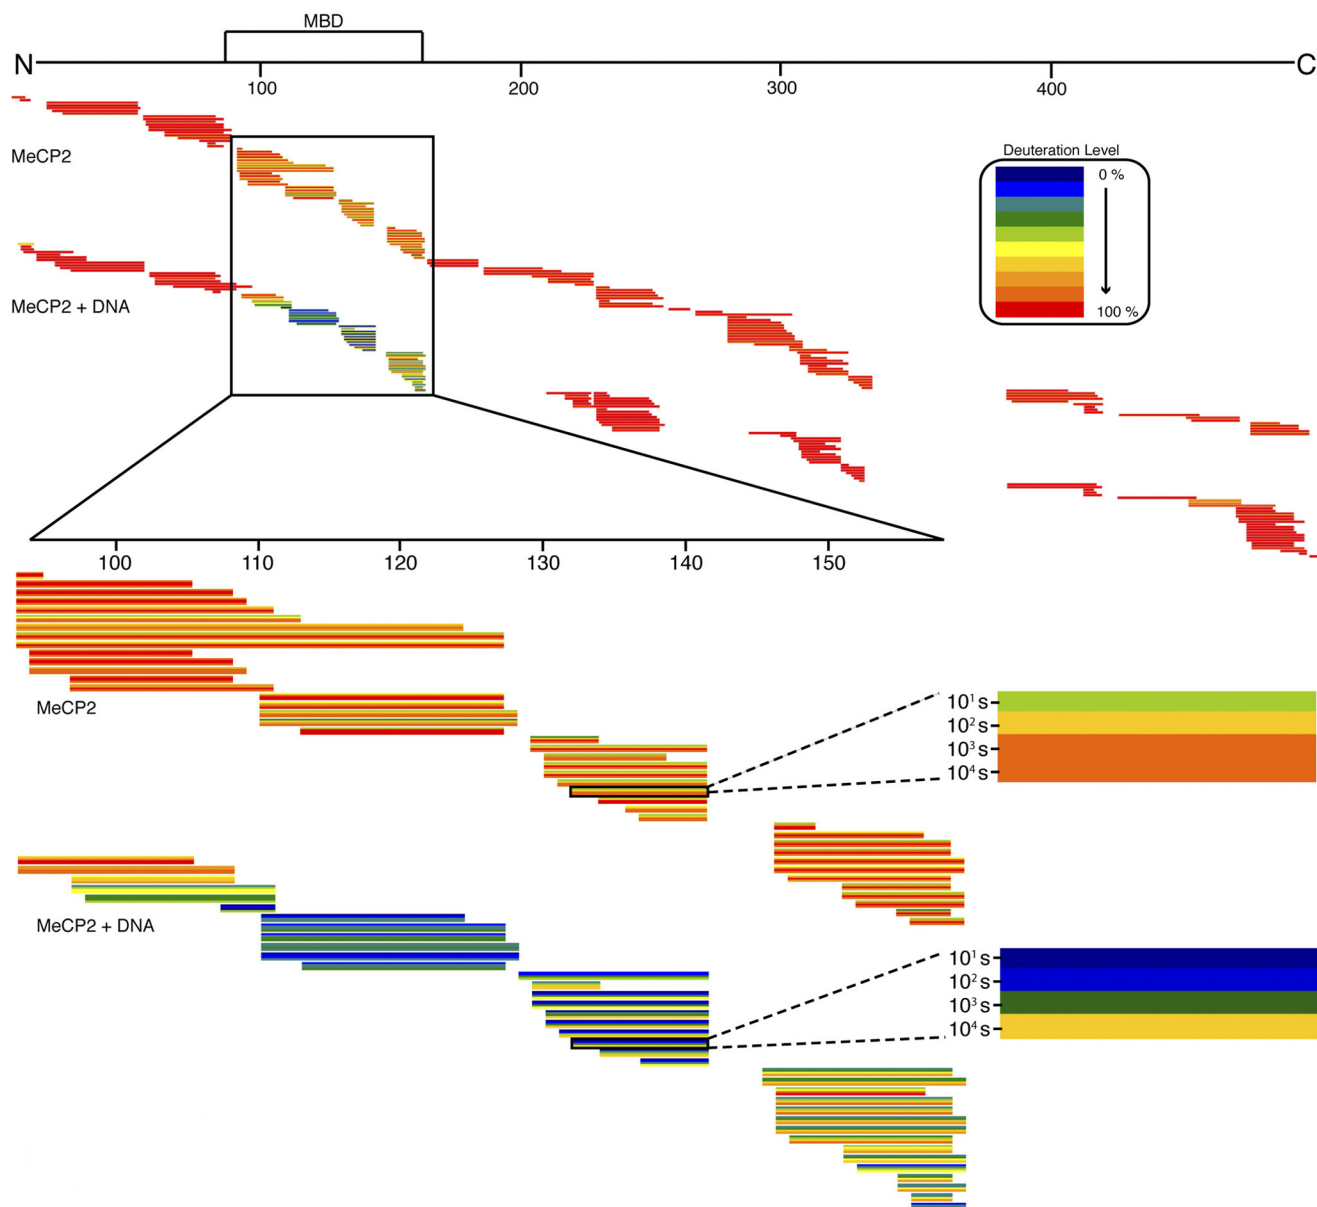 MBD
N C
100 200 300 400
MeCP2
Deuteration Level
0 %
100 %
MeCP2 + DNA
100 110 120 130 140 150
MeCP2
10¹ s
10² s
10³ s
10⁴ s
MeCP2 + DNA
10¹ s
10² s
10³ s
10⁴ s